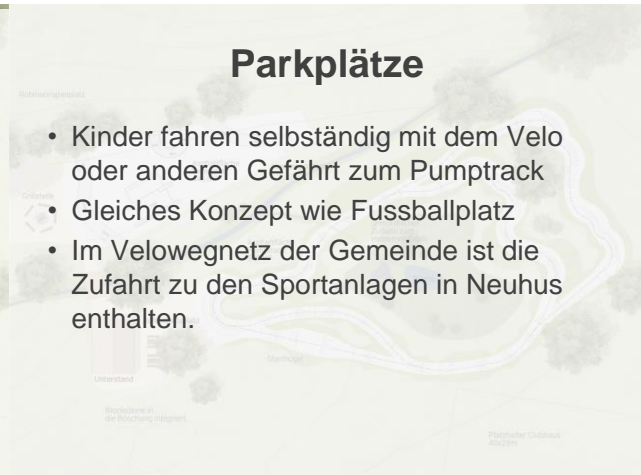 Parkplätze
• Kinder fahren selbständig mit dem Velo
oder anderen Gefährt zum Pumptrack
• Gleiches Konzept wie Fussballplatz
• Im Velowegnetz der Gemeinde ist die
Zufahrt zu den Sportanlagen in Neuhus
enthalten.
Unterstand